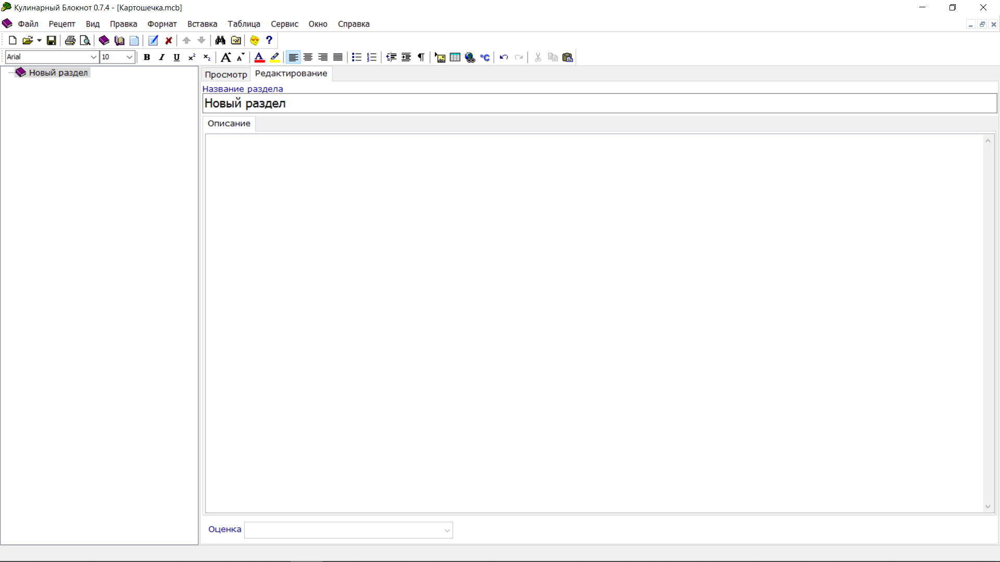 Кулинарный Блокнот 0.7.4 - [Картошечка.mcb]
Файл Рецепт Вид Правка Формат Вставка Таблица Сервис Окно Справка
Arial 10
Новый раздел
Просмотр Редактирование
Название раздела
Новый раздел
Описание
Оценка